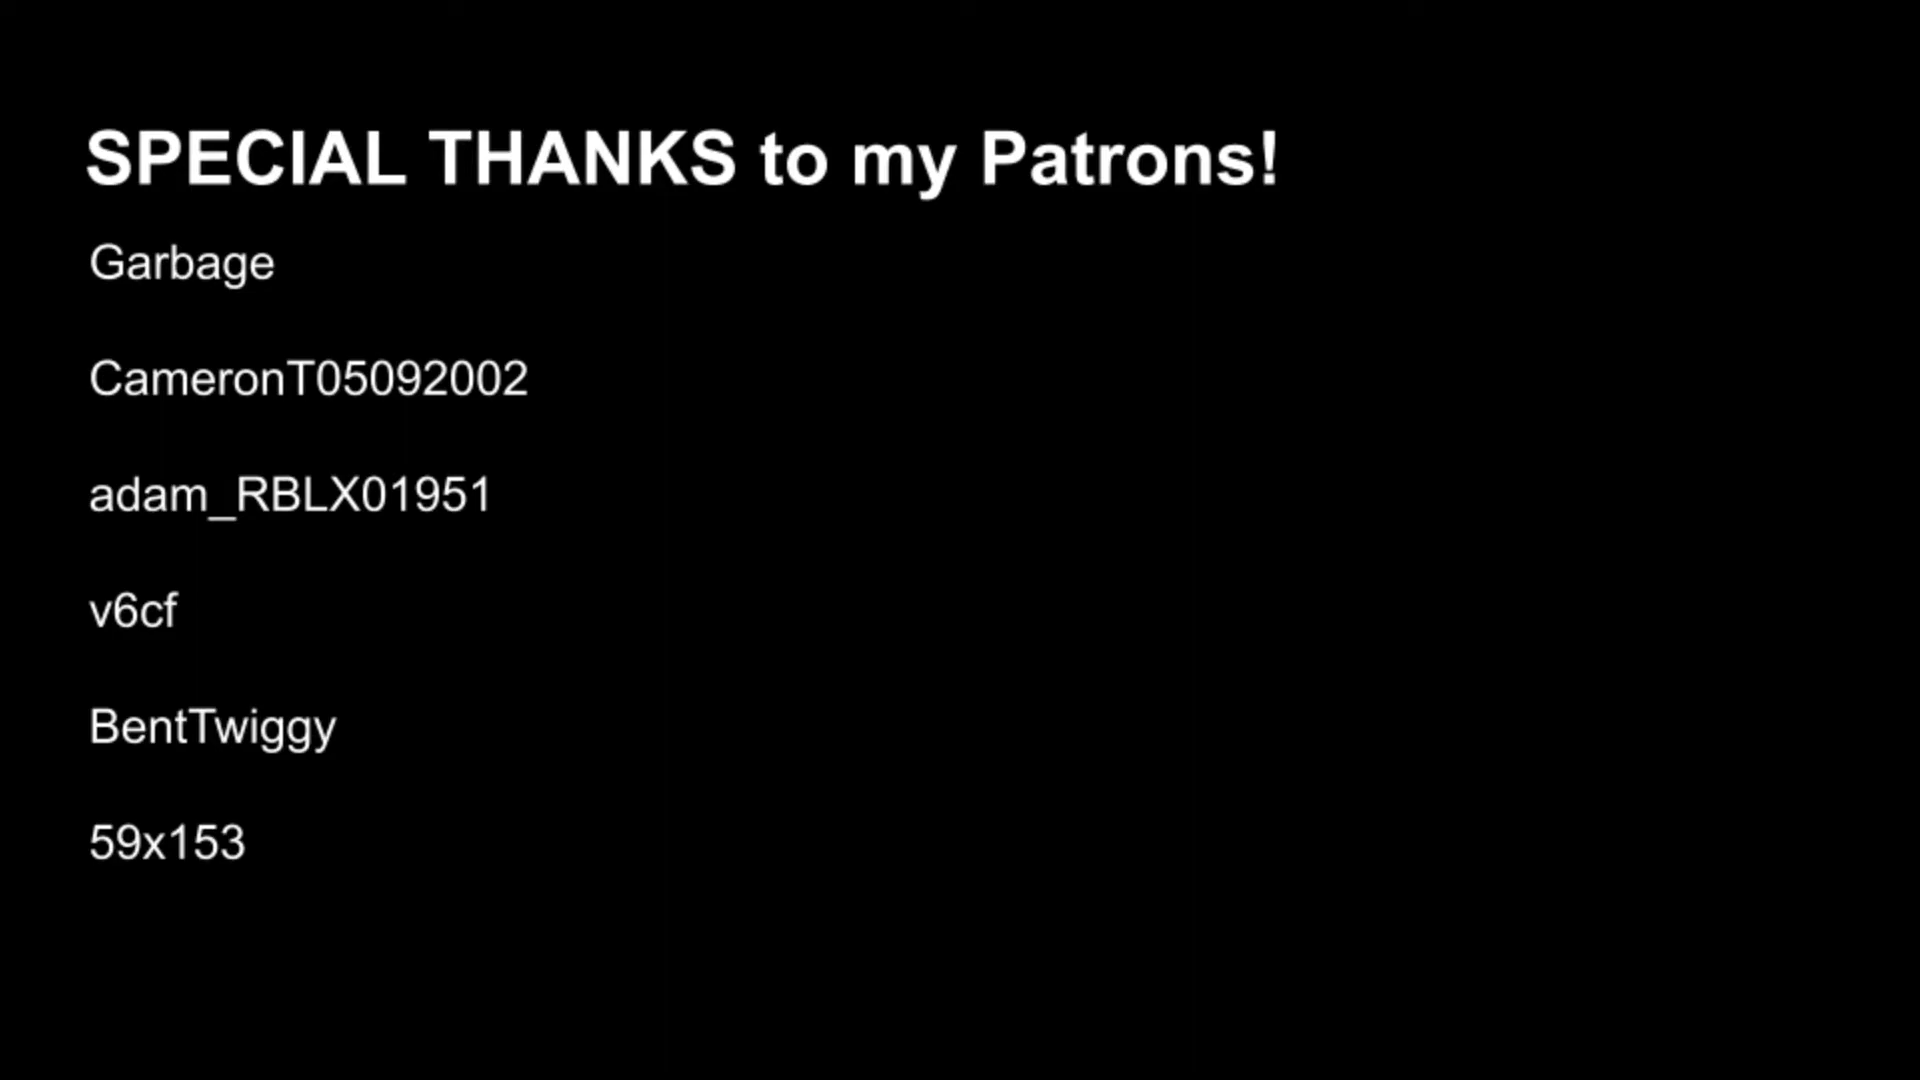 SPECIAL THANKS to my Patrons!
Garbage
CameronT05092002
adam_RBLX01951
v6cf
BentTwiggy
59x153